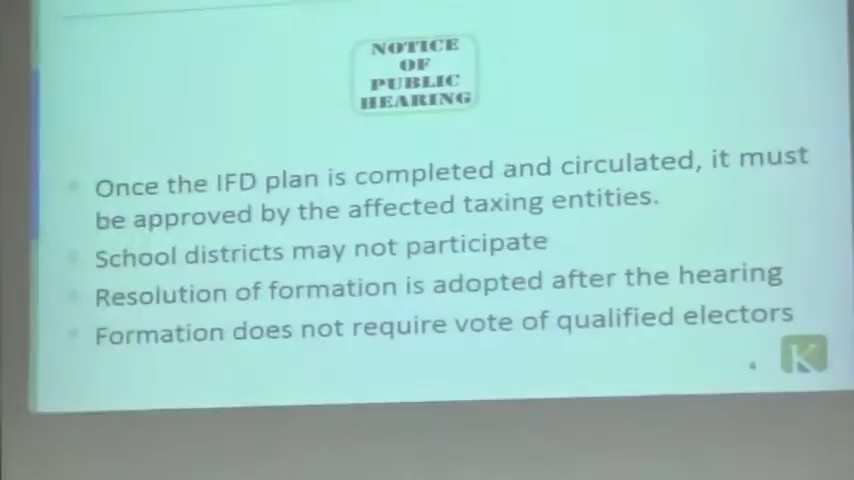 NOTICE
OF
PUBLIC
HEARING
Once the IFD plan is completed and circulated, it must
be approved by the affected taxing entities.
School districts may not participate
Resolution of formation is adopted after the hearing
Formation does not require vote of qualified electors
K